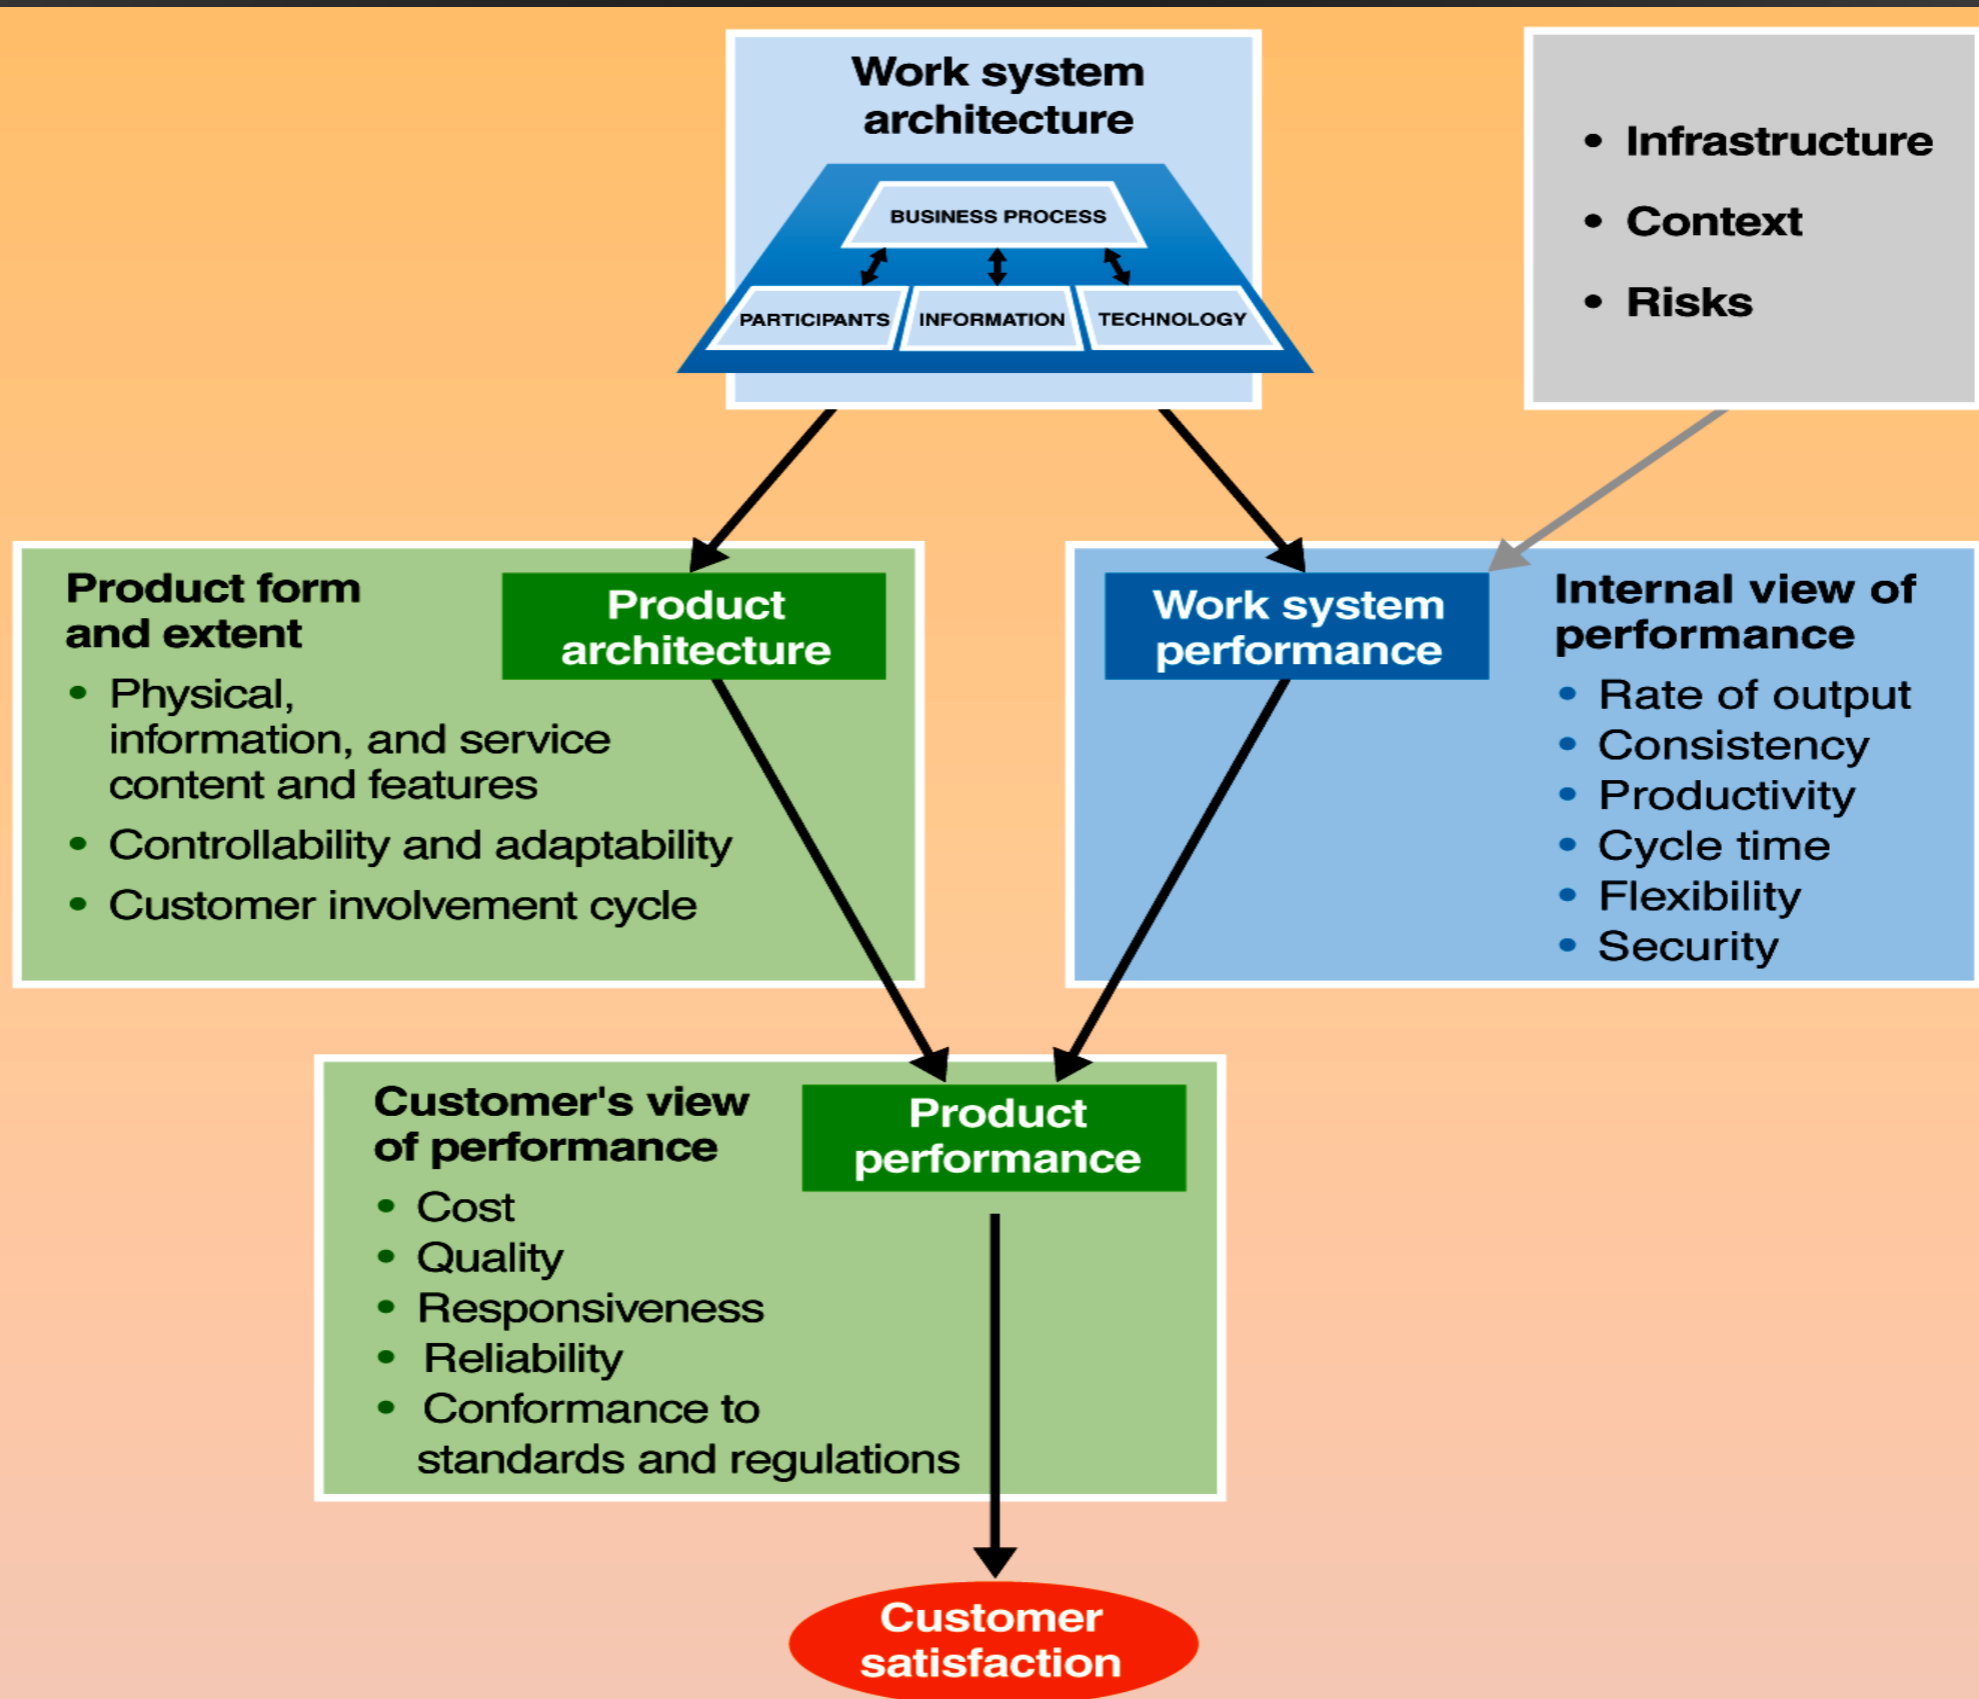 Work system
architecture
BUSINESS PROCESS
PARTICIPANTS
INFORMATION
TECHNOLOGY
• Infrastructure
• Context
• Risks
Product form
and extent
• Physical,
information, and service
content and features
• Controllability and adaptability
• Customer involvement cycle
Product
architecture
Work system
performance
Internal view of
performance
• Rate of output
• Consistency
• Productivity
• Cycle time
• Flexibility
• Security
Customer's view
of performance
• Cost
• Quality
• Responsiveness
• Reliability
• Conformance to
standards and regulations
Product
performance
Customer
satisfaction